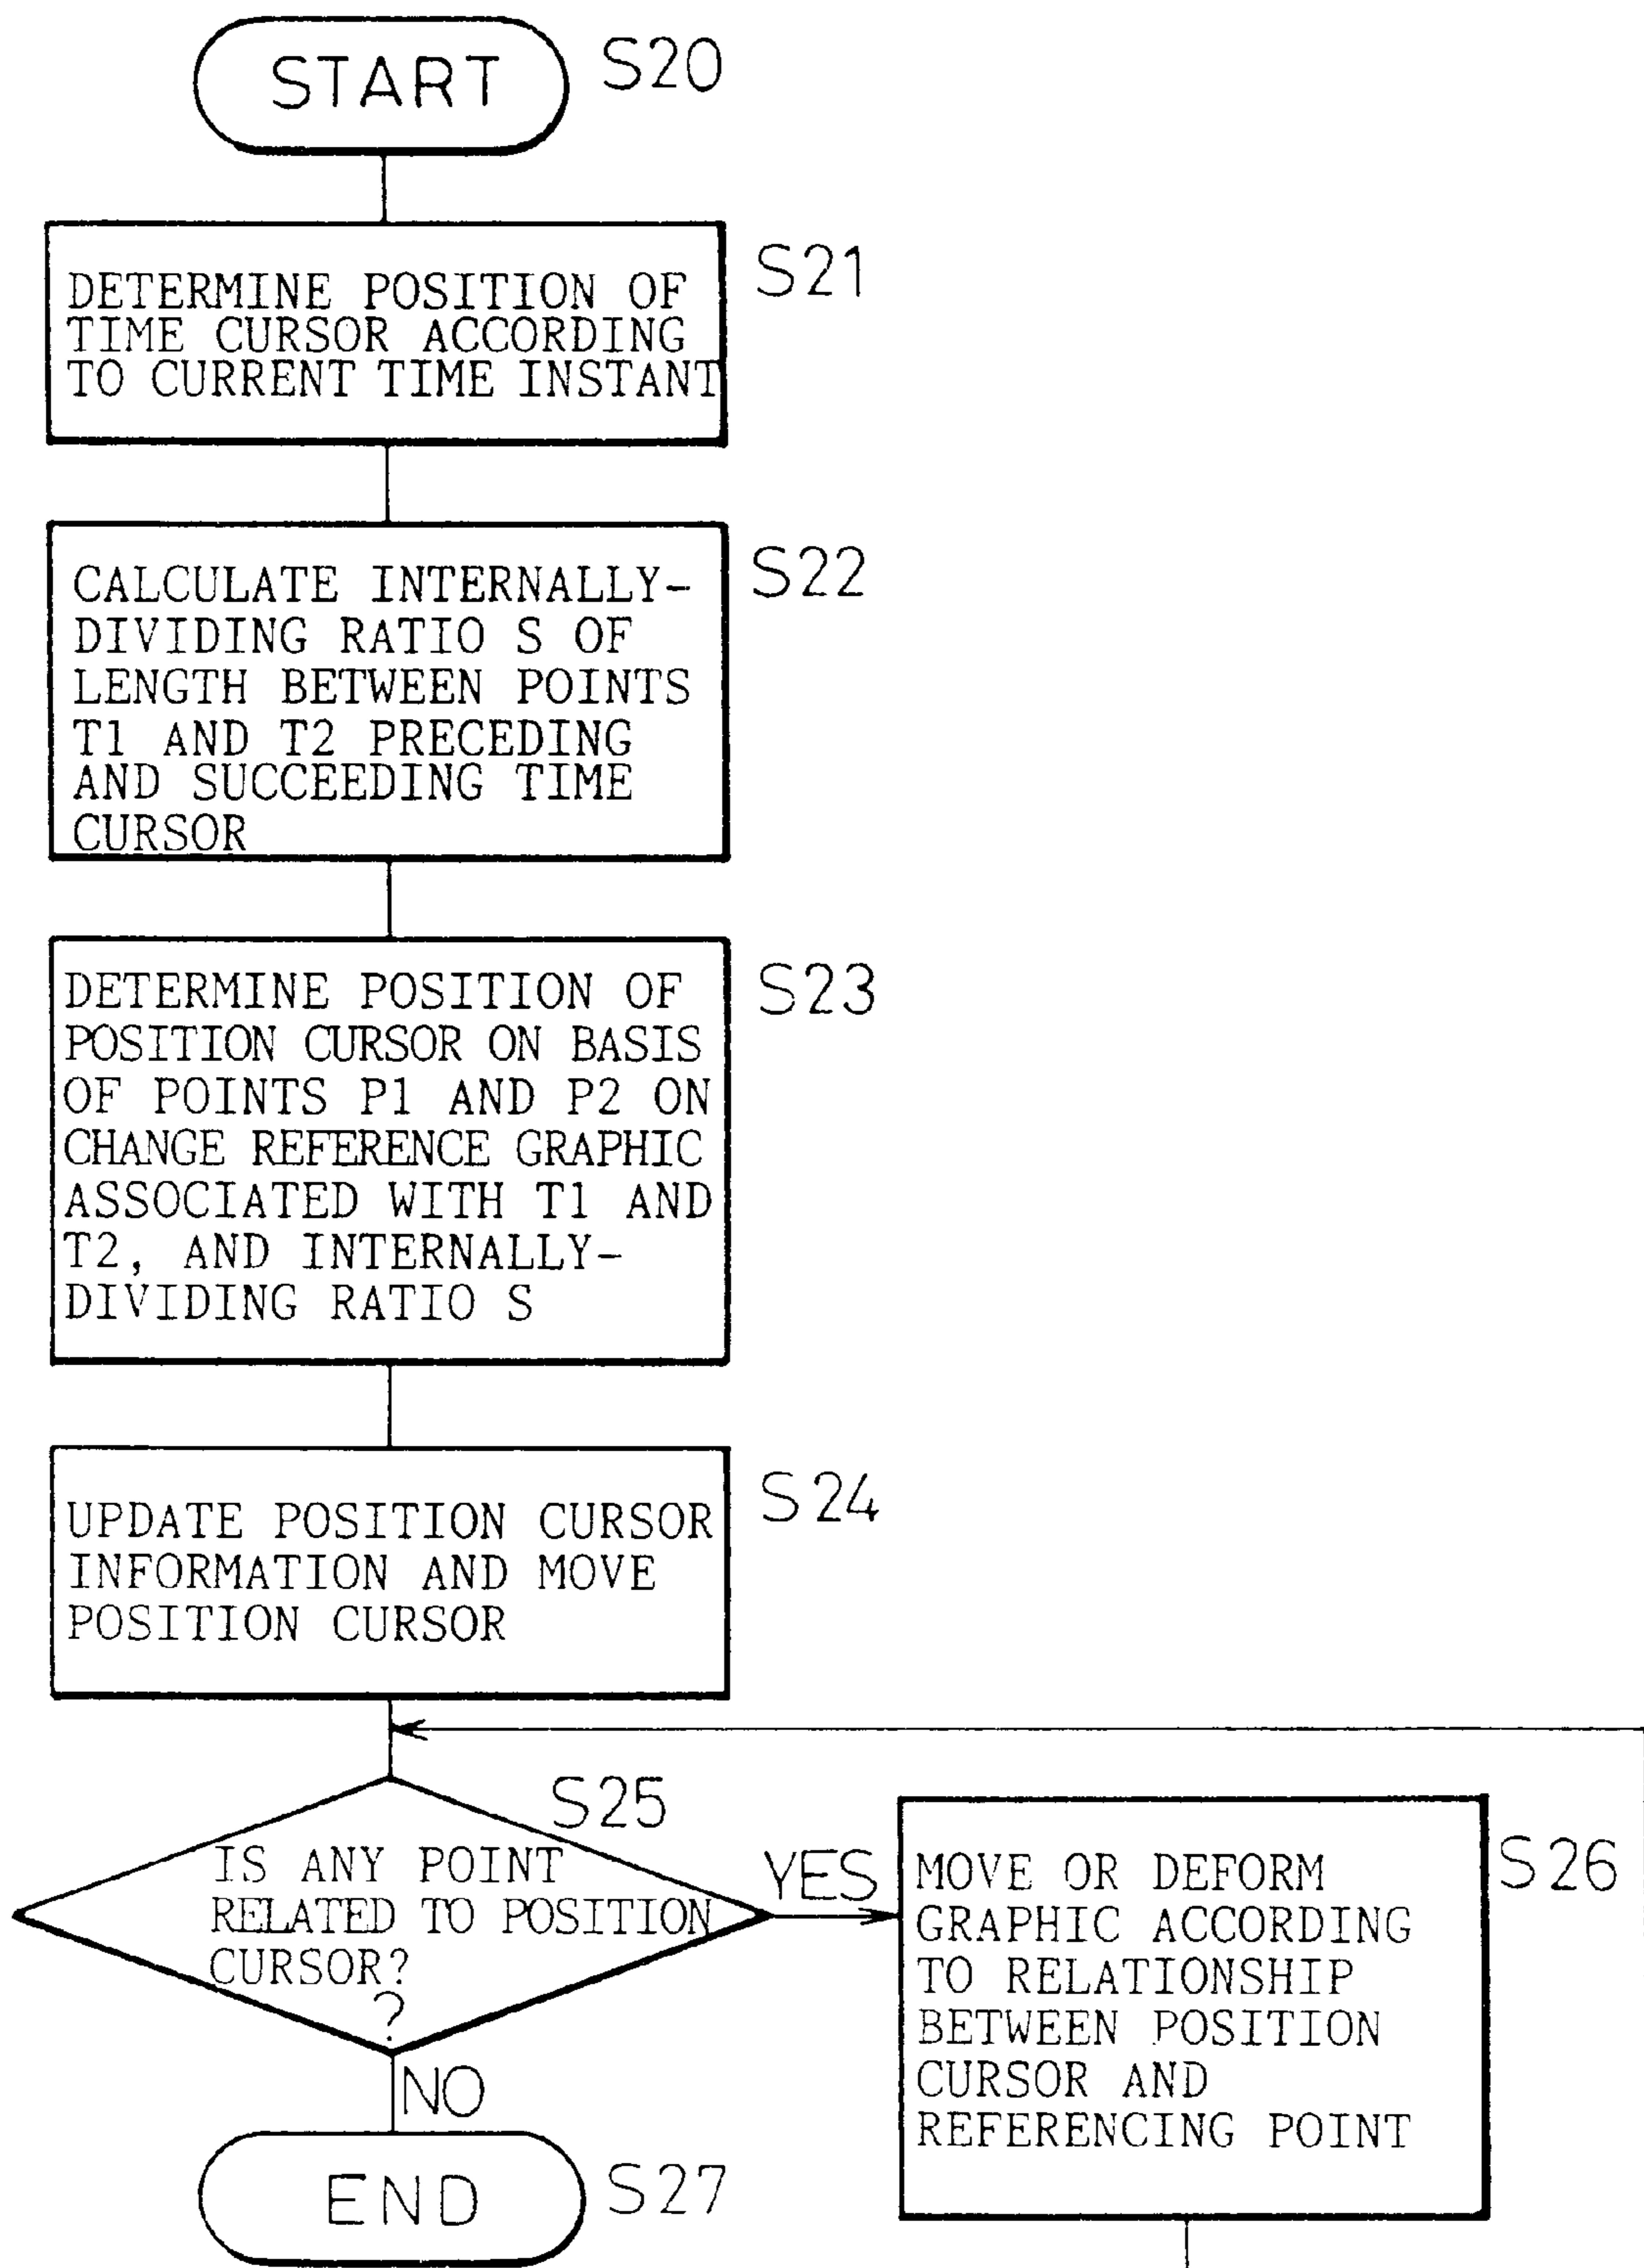 START
S20
DETERMINE POSITION OF
TIME CURSOR ACCORDING
TO CURRENT TIME INSTANT
S21
CALCULATE INTERNALLY-
DIVIDING RATIO S OF
LENGTH BETWEEN POINTS
T1 AND T2 PRECEDING
AND SUCCEEDING TIME
CURSOR
S22
DETERMINE POSITION OF
POSITION CURSOR ON BASIS
OF POINTS P1 AND P2 ON
CHANGE REFERENCE GRAPHIC
ASSOCIATED WITH T1 AND
T2, AND INTERNALLY-
DIVIDING RATIO S
S23
UPDATE POSITION CURSOR
INFORMATION AND MOVE
POSITION CURSOR
S24
S25
IS ANY POINT
RELATED TO POSITION
CURSOR?
?
YES
MOVE OR DEFORM
GRAPHIC ACCORDING
TO RELATIONSHIP
BETWEEN POSITION
CURSOR AND
REFERENCING POINT
S26
NO
END
S27